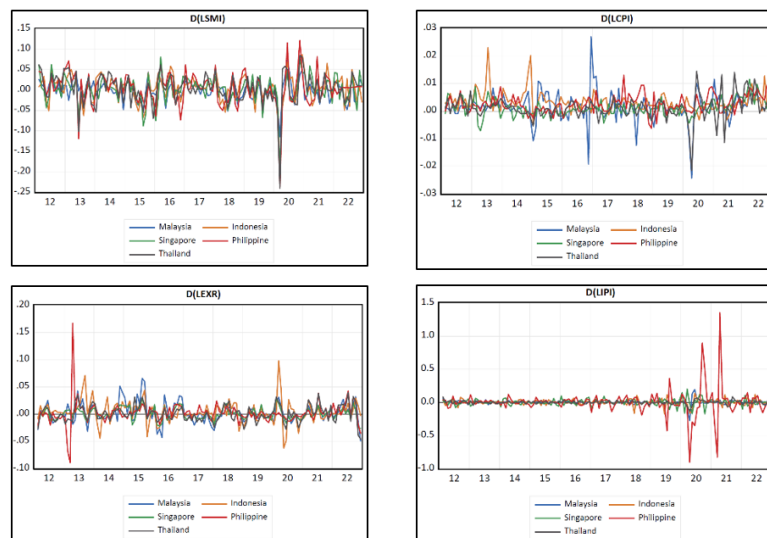 D(LSMI)
.15
.10
.05
.00
-.05
-.10
-.15
-.20
-.25
12 13 14 15 16 17 18 19 20 21 22
Malaysia Indonesia
Singapore Philippine
Thailand
D(LCPI)
.03
.02
.01
.00
-.01
-.02
-.03
12 13 14 15 16 17 18 19 20 21 22
Malaysia Indonesia
Singapore Philippine
Thailand
D(LEXR)
.20
.15
.10
.05
.00
-.05
-.10
12 13 14 15 16 17 18 19 20 21 22
Malaysia Indonesia
Singapore Philippine
Thailand
D(LIPI)
1.5
1.0
0.5
0.0
-0.5
-1.0
12 13 14 15 16 17 18 19 20 21 22
Malaysia Indonesia
Singapore Philippine
Thailand